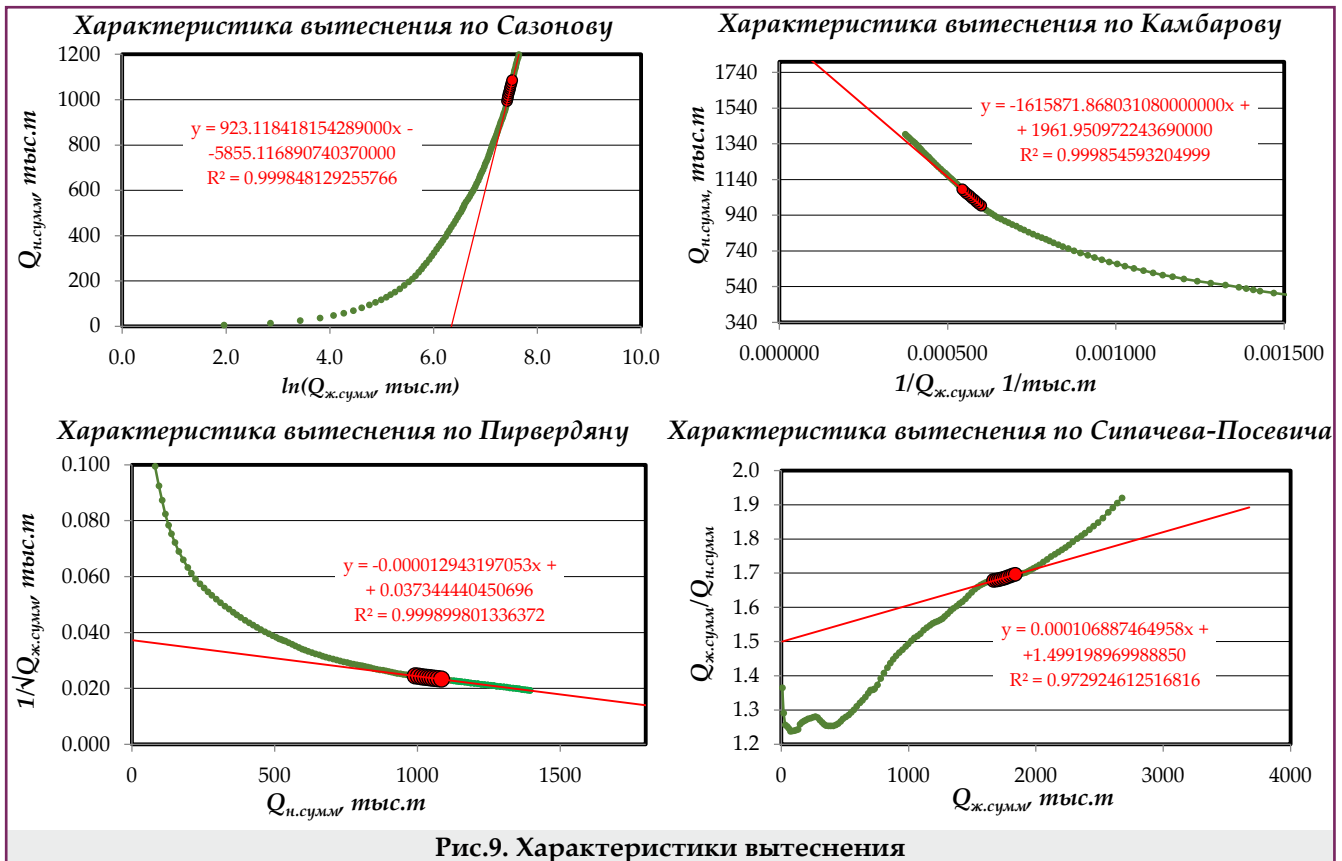 Характеристика вытеснения по Сазонову
1200
1000
800
600
400
200
0
Qн.сумм, тыс.т
y = 923.118418154289000x -
-5855.116890740370000
R² = 0.999848129255766
0.0 2.0 4.0 6.0 8.0 10.0
ln(Qж.сумм, тыс.т)
Характеристика вытеснения по Камбарову
1740
1540
1340
1140
940
740
540
340
Qн.сумм, тыс.т
y = -1615871.868031080000000x +
+ 1961.950972243690000
R² = 0.999854593204999
0.000000 0.000500 0.001000 0.001500
1/Qж.сумм, 1/тыс.т
Характеристика вытеснения по Пирвердяну
0.100
0.080
0.060
0.040
0.020
0.000
1/√Qж.сумм, тыс.т
y = -0.000012943197053x +
+ 0.037344440450696
R² = 0.999899801336372
0 500 1000 1500
Qн.сумм, тыс.т
Характеристика вытеснения по Сипачева-Посевича
2.0
1.9
1.8
1.7
1.6
1.5
1.4
1.3
1.2
Qж.сумм/Qн.сумм
y = 0.000106887464958x +
+1.499198969988850
R² = 0.972924612516816
0 1000 2000 3000 4000
Qж.сумм, тыс.т
Рис.9. Характеристики вытеснения